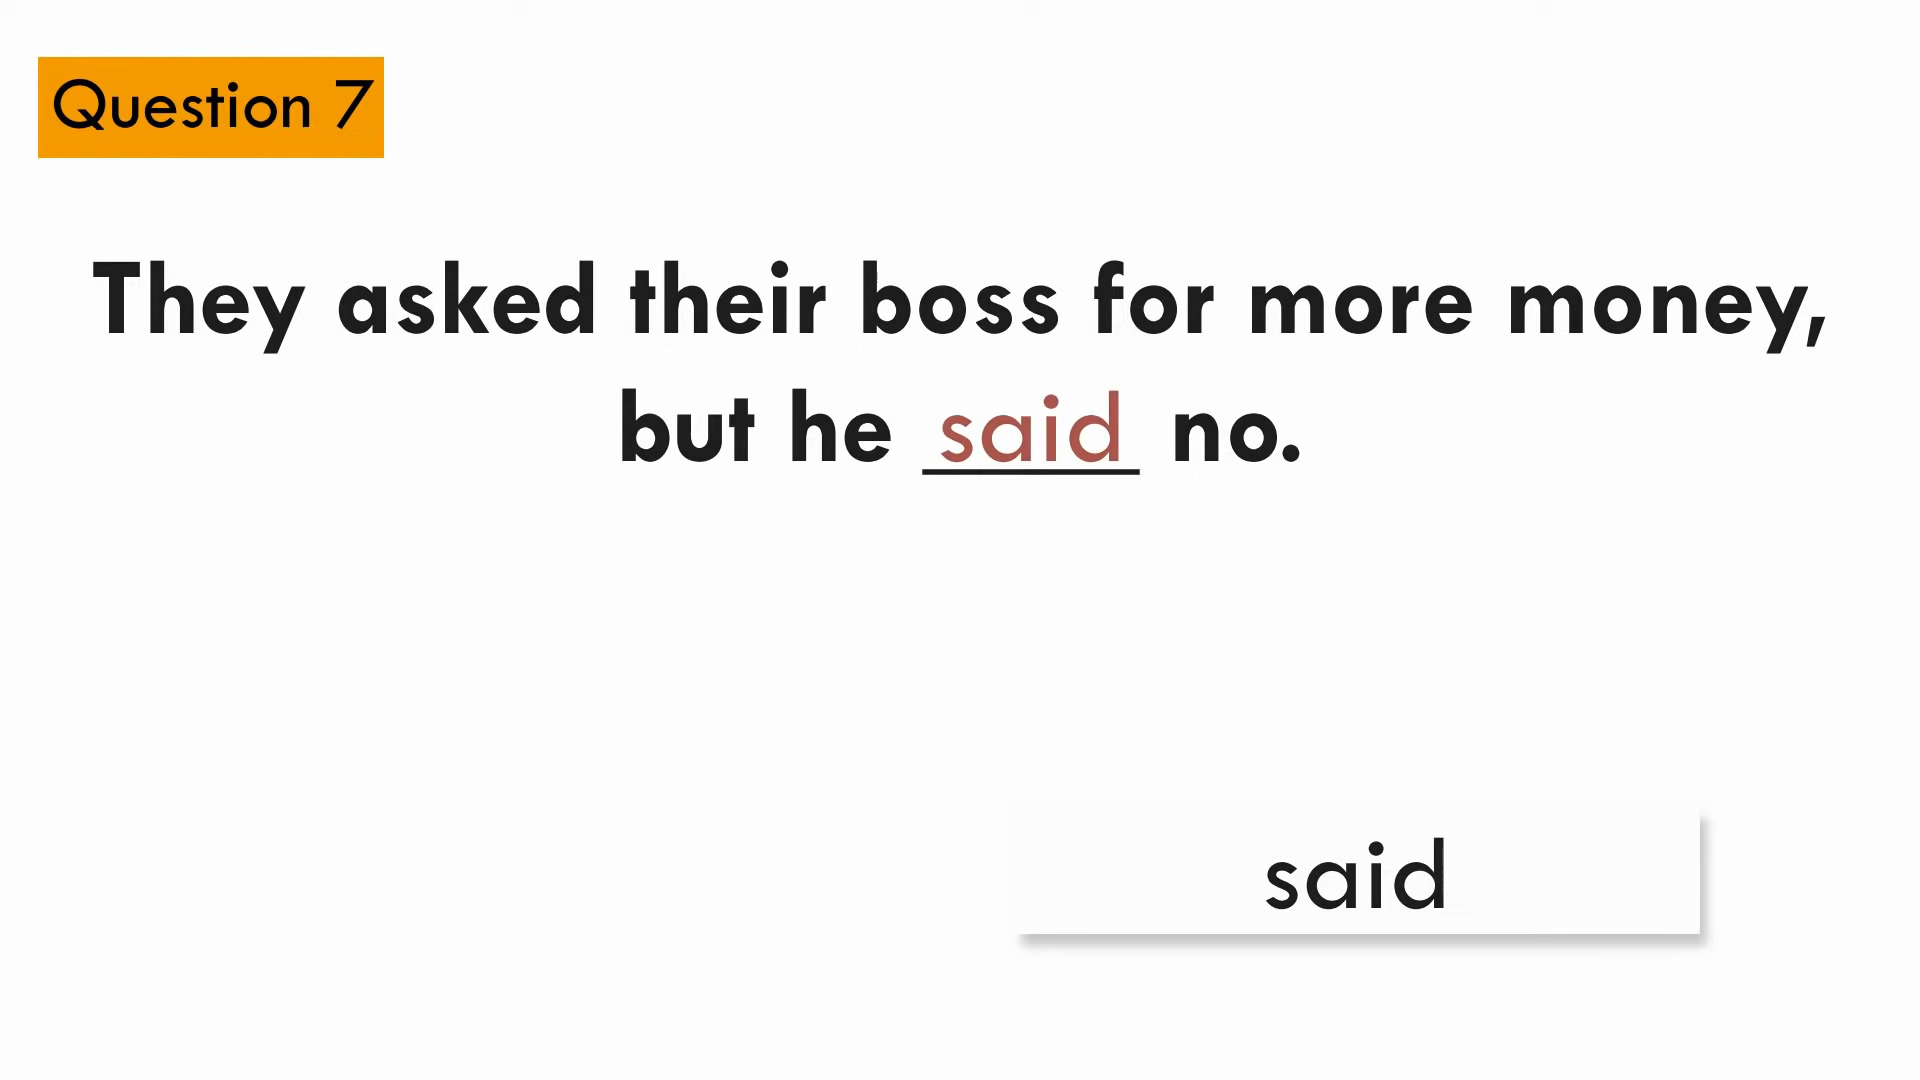 Question 7
They asked their boss for more money,
but he said no.
said